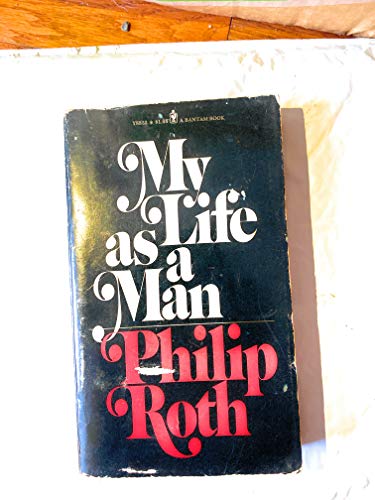 A BANTAM BOOK
My
Life
as a
Man
Philip
Roth